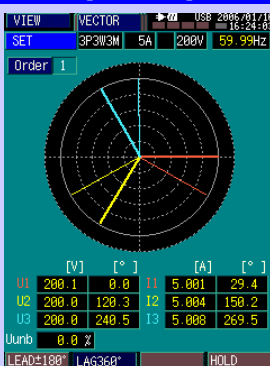 VIEW VECTOR USB 2006/01/10
16:24:03
SET 3P3W3M 5A 200V 59.99Hz
Order 1
[V] [°] [A] [°]
U1 200.1 0.0 I1 5.001 29.4
U2 200.0 120.3 I2 5.004 150.2
U3 200.0 240.5 I3 5.008 269.5
Uunb 0.0 %
LEAD±180° LAG360° HOLD